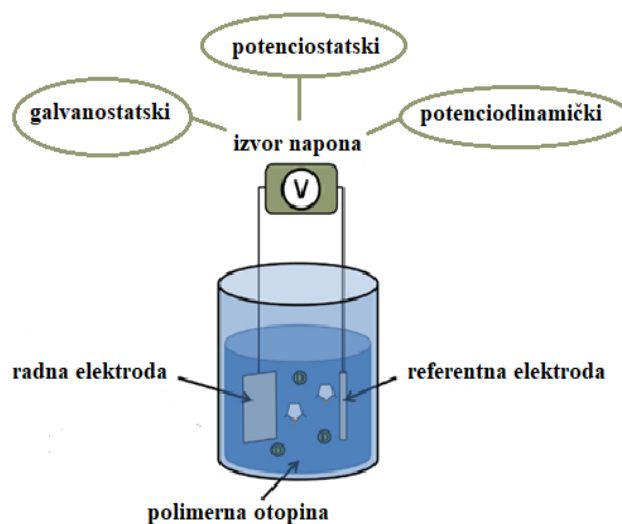 potenciostatski
galvanostatski
potenciodinamički
izvor napona
V
radna elektroda
referentna elektroda
polimerna otopina